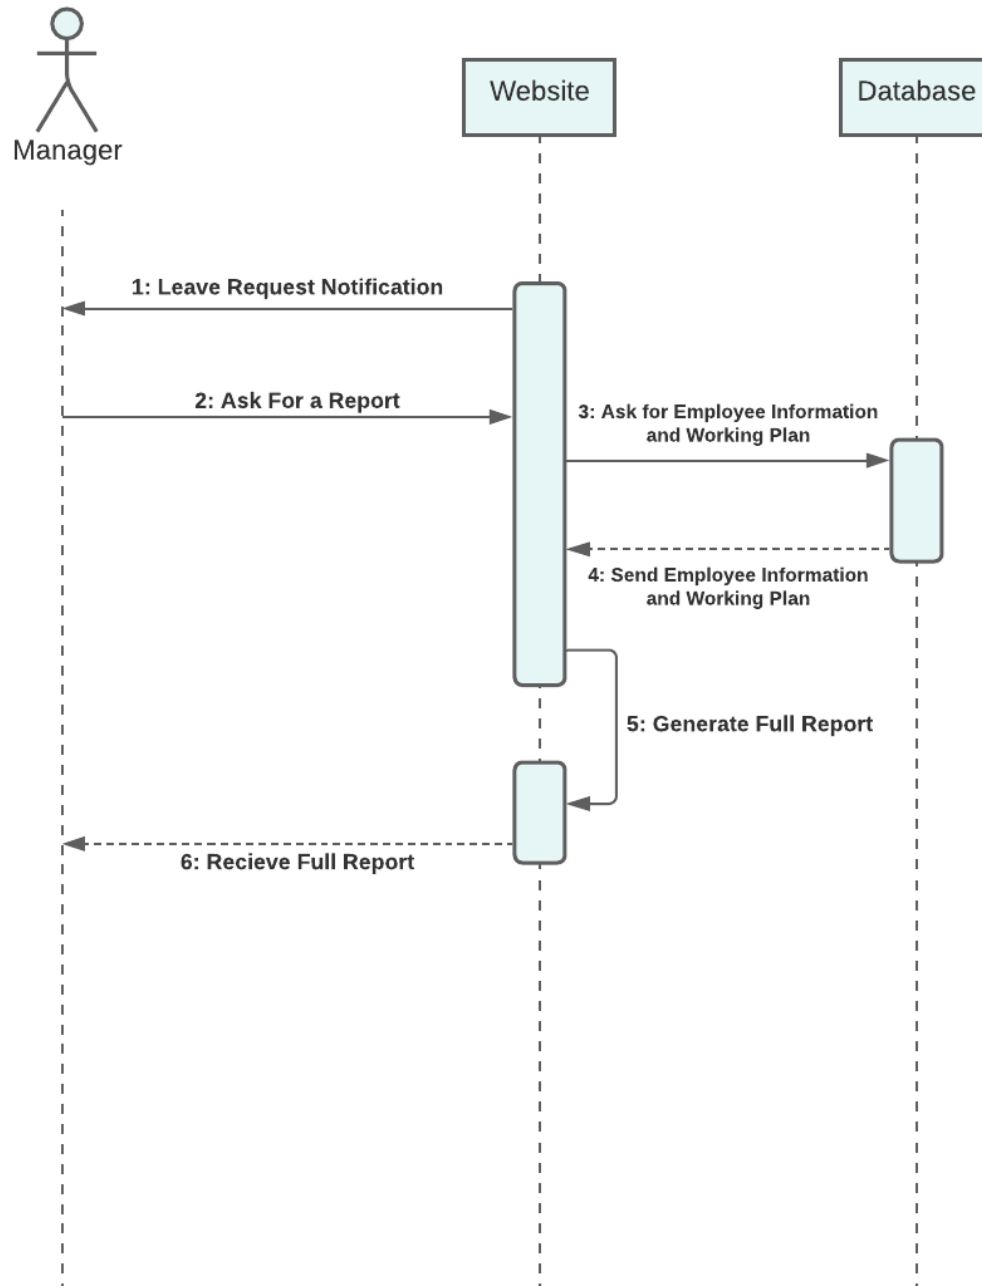 Manager
Website
Database
1: Leave Request Notification
2: Ask For a Report
3: Ask for Employee Information
and Working Plan
4: Send Employee Information
and Working Plan
5: Generate Full Report
6: Recieve Full Report